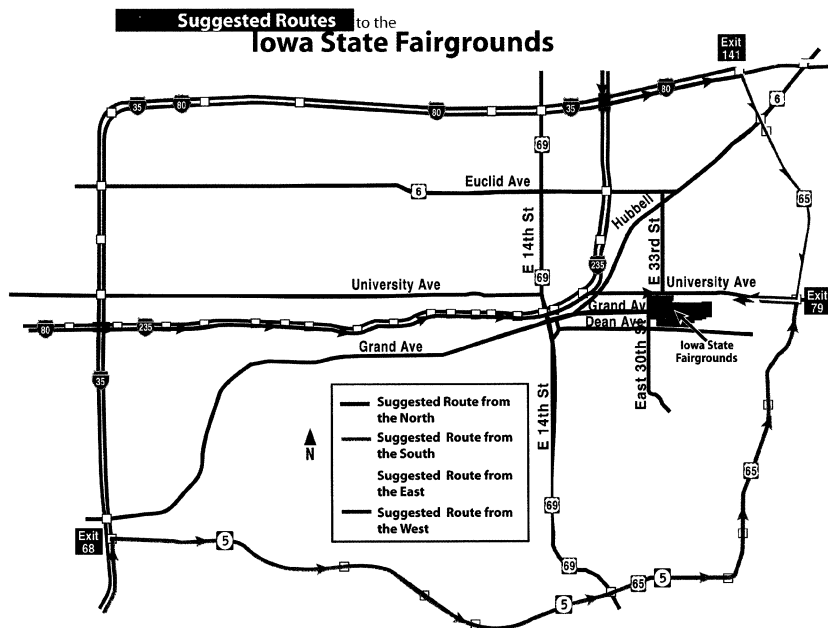 Suggested Routes to the
Iowa State Fairgrounds
Exit
141
35
80
80
35
80
6
69
65
Euclid Ave
6
Hubbell
E 14th St
E 33rd St
69
235
University Ave
University Ave
Exit
79
Grand Ave
Dean Ave
80
235
Grand Ave
Iowa State
Fairgrounds
East 30th St
35
E 14th St
Suggested Route from
the North
Suggested Route from
the South
Suggested Route from
the East
Suggested Route from
the West
N
65
69
Exit
68
5
69
65
5
5